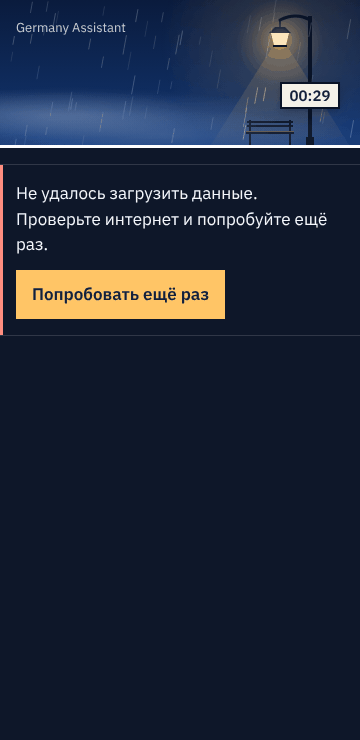 Germany Assistant
00:29
Не удалось загрузить данные.
Проверьте интернет и попробуйте ещё
раз.
Попробовать ещё раз